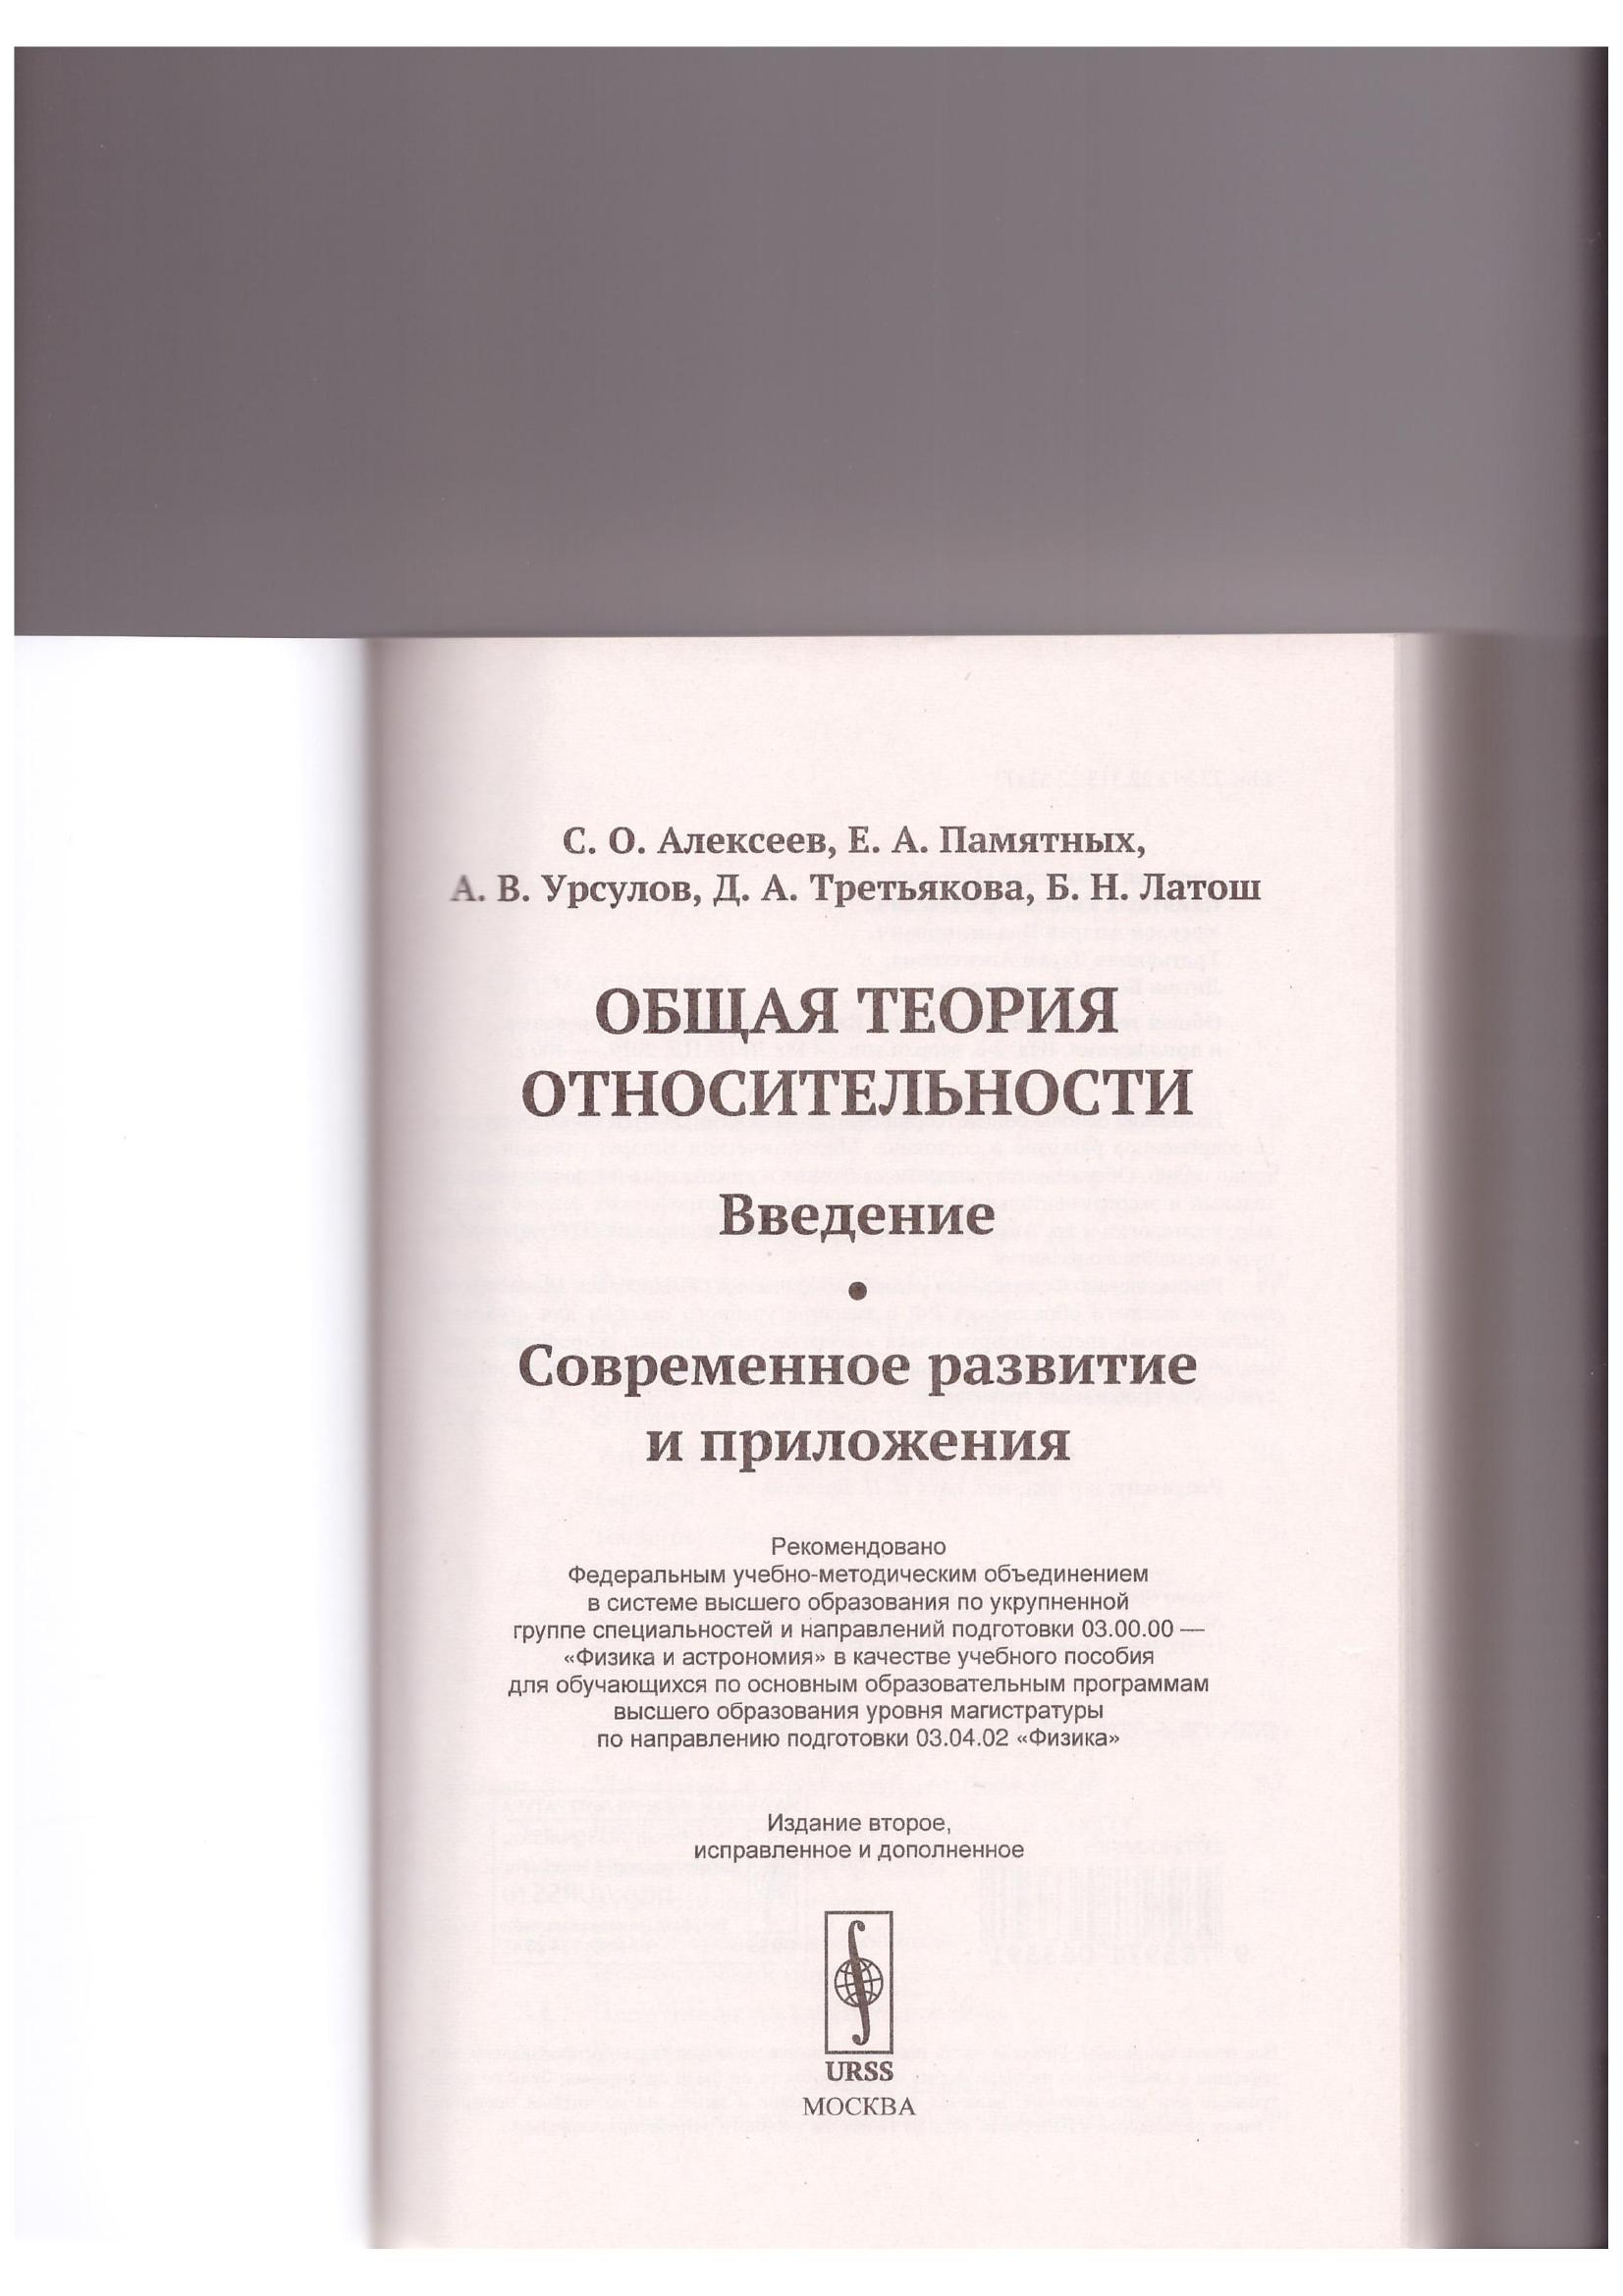 С. О. Алексеев, Е. А. Памятных,
А. В. Урсулов, Д. А. Третьякова, Б. Н. Латош
ОБЩАЯ ТЕОРИЯ
ОТНОСИТЕЛЬНОСТИ
Введение
•
Современное развитие
и приложения
Рекомендовано
Федеральным учебно-методическим объединением
в системе высшего образования по укрупненной
группе специальностей и направлений подготовки 03.00.00 —
«Физика и астрономия» в качестве учебного пособия
для обучающихся по основным образовательным программам
высшего образования уровня магистратуры
по направлению подготовки 03.04.02 «Физика»
Издание второе,
исправленное и дополненное
URSS
МОСКВА